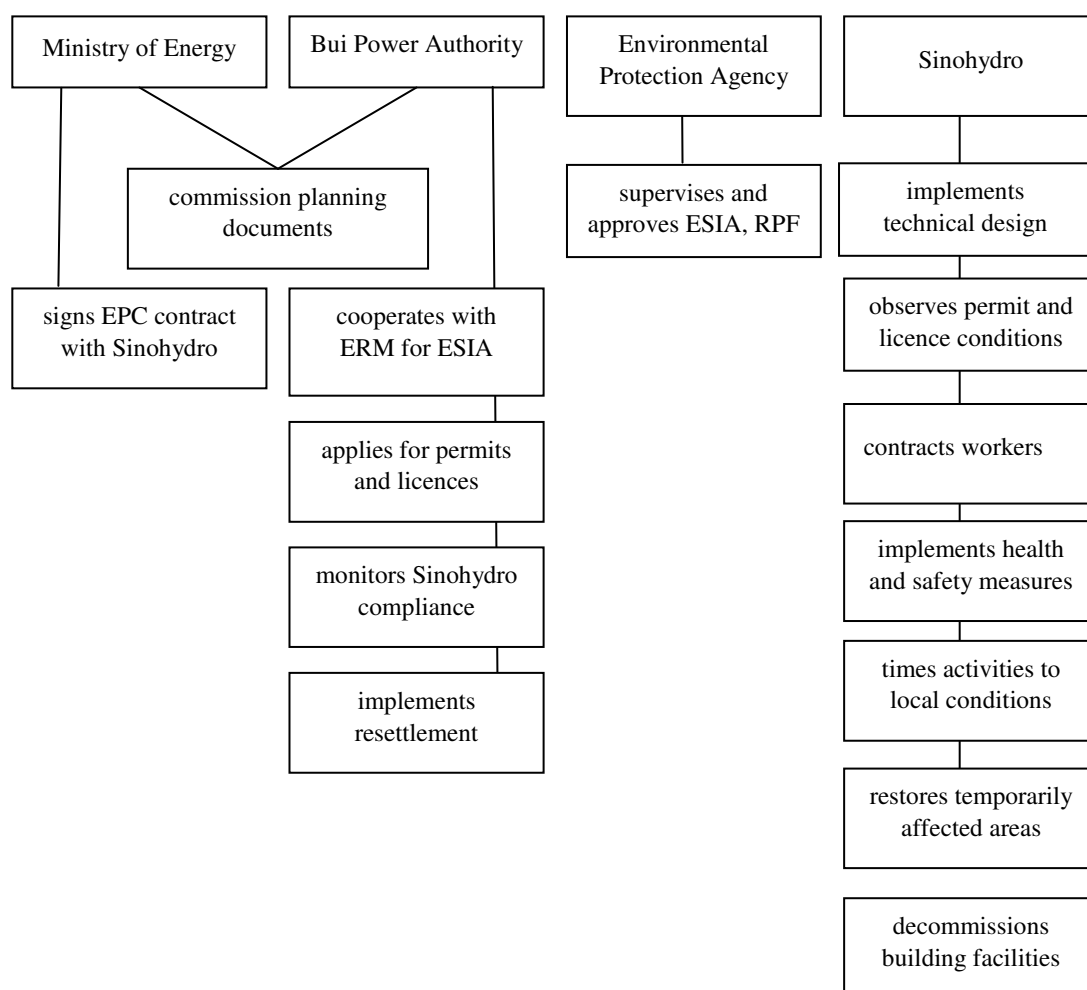 Ministry of Energy
Bui Power Authority
Environmental
Protection Agency
Sinohydro
commission planning
documents
supervises and
approves ESIA, RPF
implements
technical design
signs EPC contract
with Sinohydro
cooperates with
ERM for ESIA
observes permit and
licence conditions
applies for permits
and licences
contracts workers
monitors Sinohydro
compliance
implements health
and safety measures
implements
resettlement
times activities to
local conditions
restores temporarily
affected areas
decommissions
building facilities